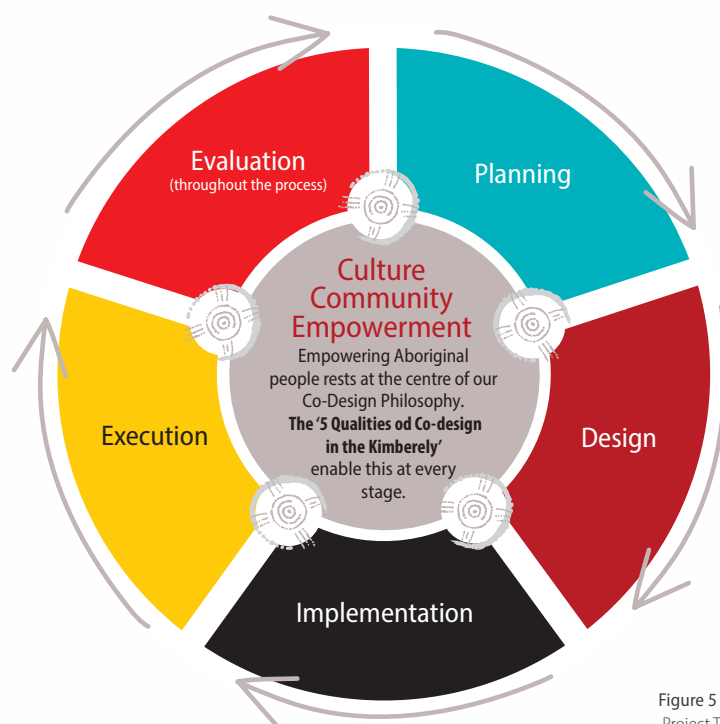 Evaluation
(throughout the process)
Planning
Culture
Community
Empowerment
Empowering Aboriginal
people rests at the centre of our
Co-Design Philosophy.
The ‘5 Qualities od Co-design
in the Kimberely’
enable this at every
stage.
Execution
Design
Implementation
Figure 5
Project T